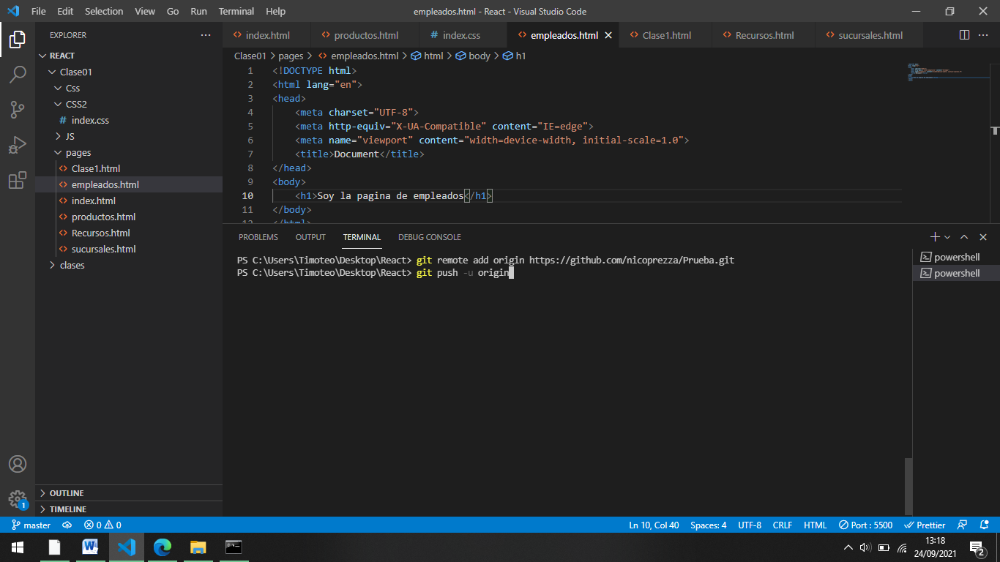 File Edit Selection View Go Run Terminal Help
empleados.html - React - Visual Studio Code
EXPLORER
REACT
Clase01
Css
CSS2
index.css
JS
pages
Clase1.html
empleados.html
index.html
productos.html
Recursos.html
sucursales.html
clases
OUTLINE
TIMELINE
index.html productos.html index.css empleados.html Clase1.html Recursos.html sucursales.html
Clase01 > pages > empleados.html > html > body > h1
1 <!DOCTYPE html>
2 <html lang="en">
3 <head>
4 <meta charset="UTF-8">
5 <meta http-equiv="X-UA-Compatible" content="IE=edge">
6 <meta name="viewport" content="width=device-width, initial-scale=1.0">
7 <title>Document</title>
8 </head>
9 <body>
10 <h1>Soy la pagina de empleados</h1>
11 </body>
12 </html>
PROBLEMS OUTPUT TERMINAL DEBUG CONSOLE
PS C:\Users\Timoteo\Desktop\React> git remote add origin https://github.com/nicoprezza/Prueba.git
PS C:\Users\Timoteo\Desktop\React> git push -u origin
powershell
powershell
1
master 0 0 Ln 10, Col 40 Spaces: 4 UTF-8 CRLF HTML Port : 5500 Prettier
13:18
24/09/2021
2